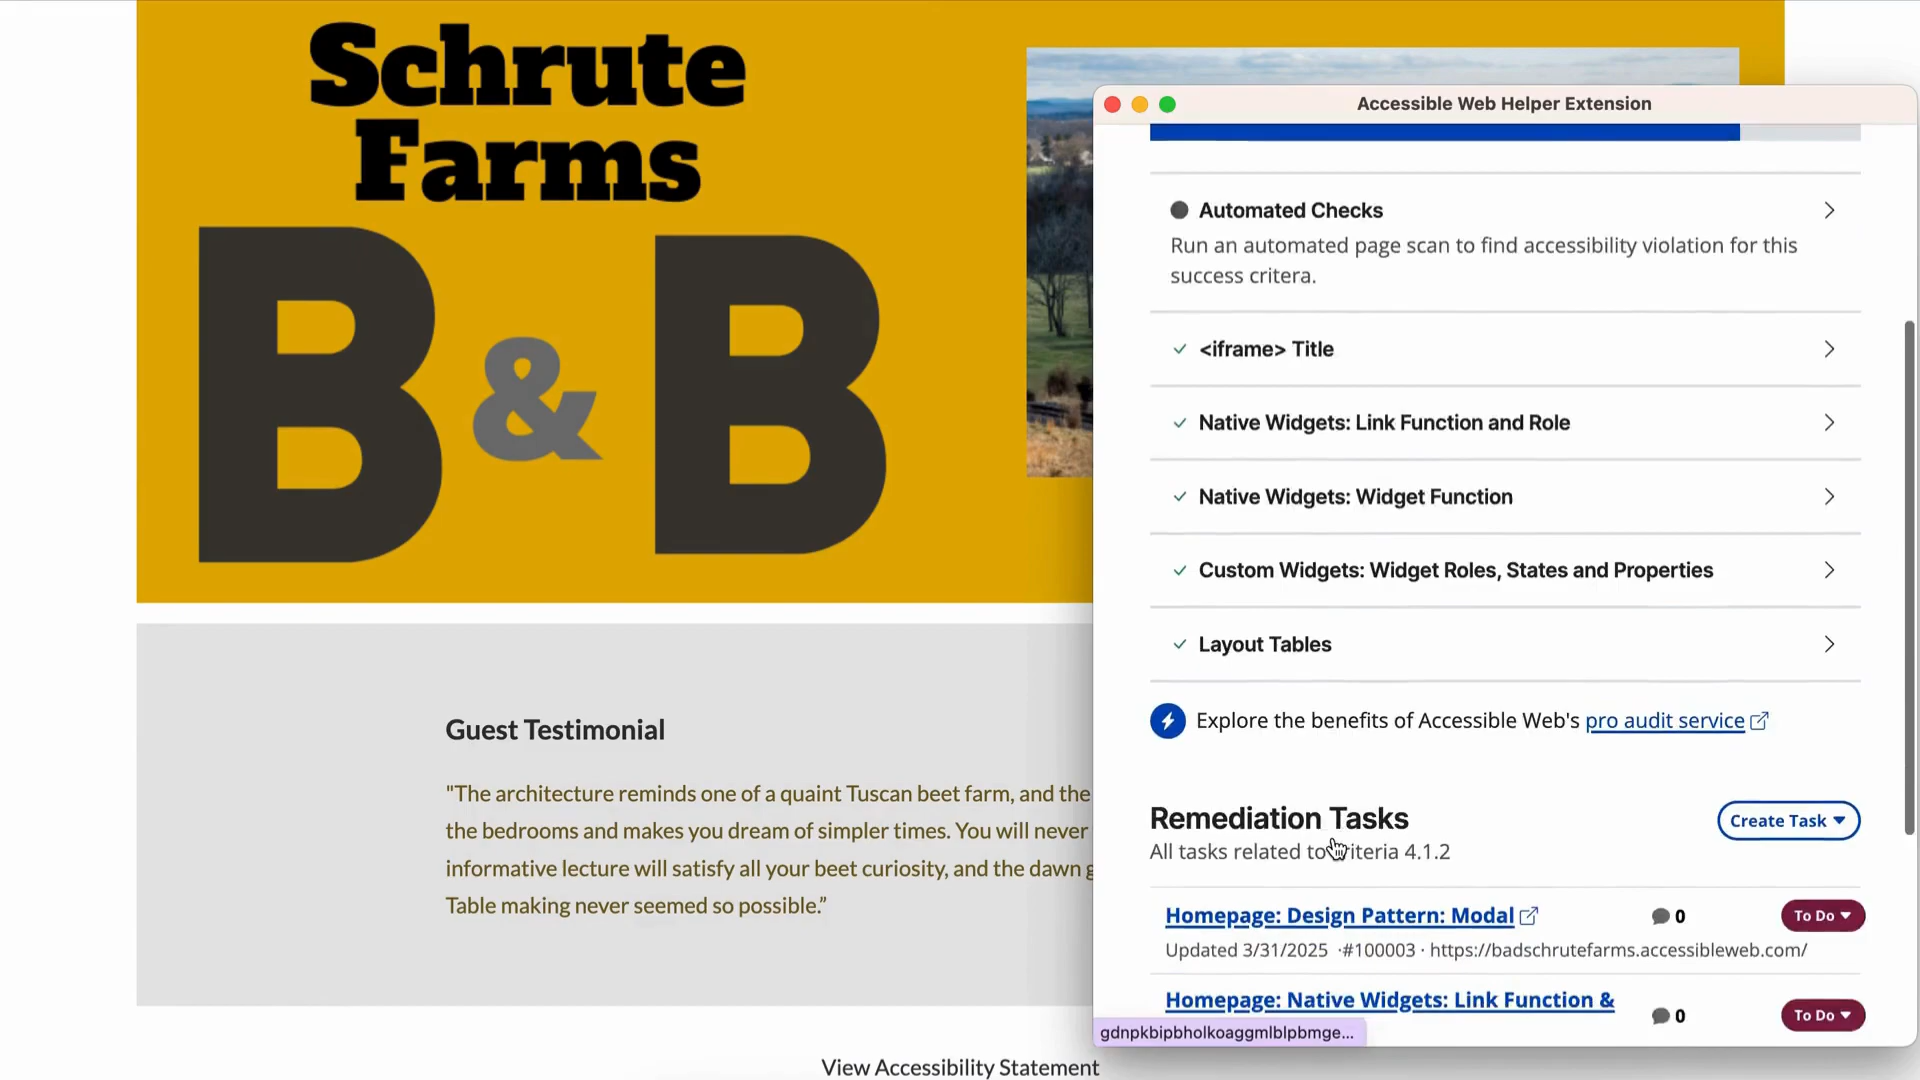 Schrute
Farms
B & B
Guest Testimonial
"The architecture reminds one of a quaint Tuscan beet farm, and the
the bedrooms and makes you dream of simpler times. You will never
informative lecture will satisfy all your beet curiosity, and the dawn
Table making never seemed so possible.”
View Accessibility Statement
Accessible Web Helper Extension
Automated Checks
Run an automated page scan to find accessibility violation for this
success critera.
<iframe> Title
Native Widgets: Link Function and Role
Native Widgets: Widget Function
Custom Widgets: Widget Roles, States and Properties
Layout Tables
Explore the benefits of Accessible Web's pro audit service
Remediation Tasks
Create Task
All tasks related to criteria 4.1.2
Homepage: Design Pattern: Modal
0
To Do
Updated 3/31/2025 ·#100003 · https://badschrutefarms.accessibleweb.com/
Homepage: Native Widgets: Link Function &
0
To Do
gdnpkbipbholkoaggmlblpbmge...